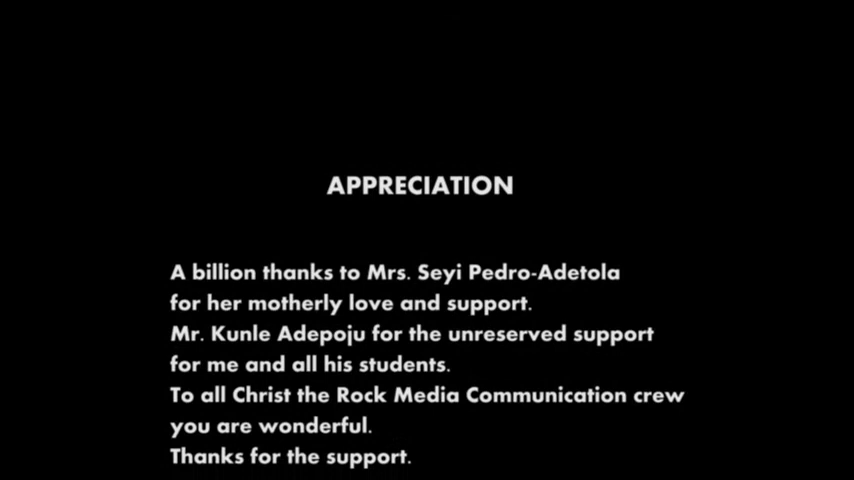 APPRECIATION
A billion thanks to Mrs. Seyi Pedro-Adetola
for her motherly love and support.
Mr. Kunle Adepoju for the unreserved support
for me and all his students.
To all Christ the Rock Media Communication crew
you are wonderful.
Thanks for the support.